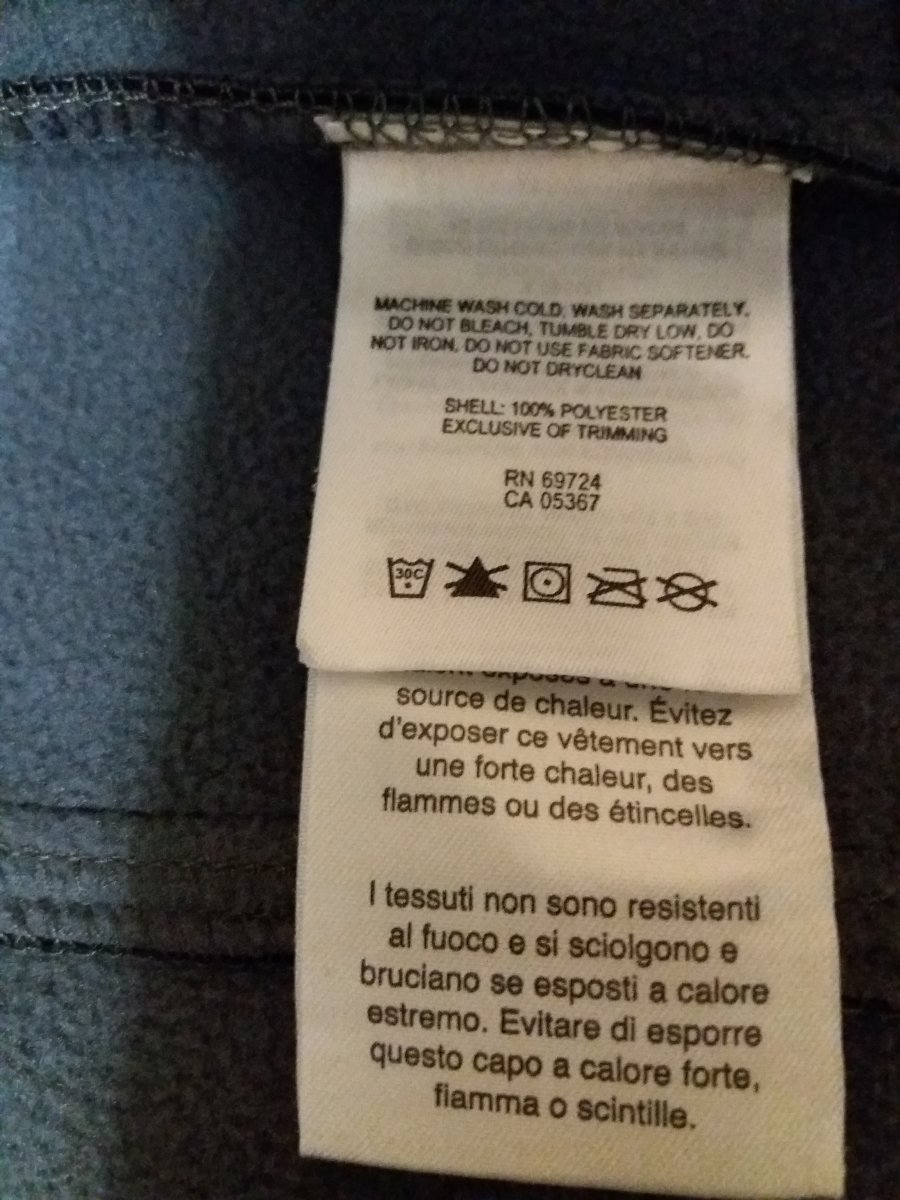 MACHINE WASH COLD, WASH SEPARATELY,
DO NOT BLEACH, TUMBLE DRY LOW, DO
NOT IRON, DO NOT USE FABRIC SOFTENER,
DO NOT DRYCLEAN
SHELL: 100% POLYESTER
EXCLUSIVE OF TRIMMING
RN 69724
CA 05367
30C
exposés à une
source de chaleur. Évitez
d'exposer ce vêtement vers
une forte chaleur, des
flammes ou des étincelles.
I tessuti non sono resistenti
al fuoco e si sciolgono e
bruciano se esposti a calore
estremo. Evitare di esporre
questo capo a calore forte,
fiamma o scintille.